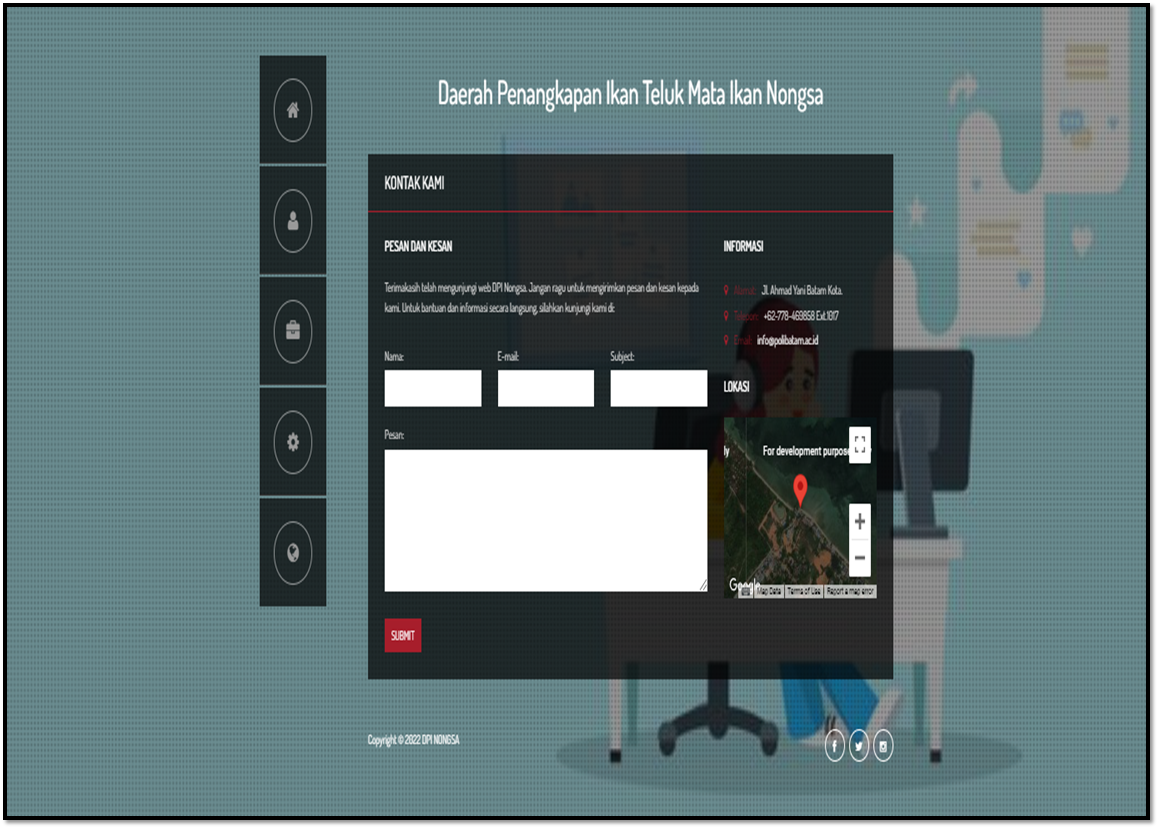 Daerah Penangkapan Ikan Teluk Mata Ikan Nongsa
KONTAK KAMI
PESAN DAN KESAN
Terimakasih telah mengunjungi web DPI Nongsa. Jangan ragu untuk mengirimkan pesan dan kesan kepada
kami. Untuk bantuan dan informasi secara langsung, silahkan kunjungi kami di:
Nama:
E-mail:
Subject:
Pesan:
SUBMIT
INFORMASI
Alamat: Jl. Ahmad Yani Batam Kota.
Telepon: +62-778-469858 Ext.1017
Email: info@polibatam.ac.id
LOKASI
ly For development purpose
Google
Map Data Terms of Use Report a map error
Copyright © 2022 DPI NONGSA